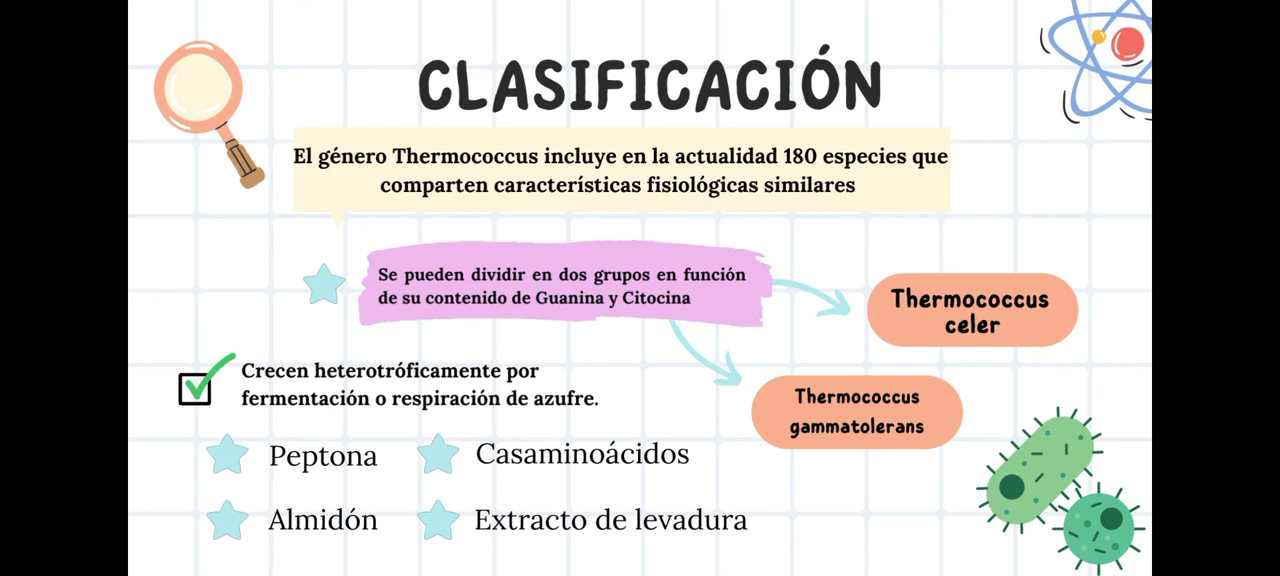 CLASIFICACIÓN
El género Thermococcus incluye en la actualidad 180 especies que
comparten características fisiológicas similares
Se pueden dividir en dos grupos en función
de su contenido de Guanina y Citocina
Thermococcus
celer
Thermococcus
gammatolerans
Crecen heterotróficamente por
fermentación o respiración de azufre.
Peptona
Casaminoácidos
Almidón
Extracto de levadura